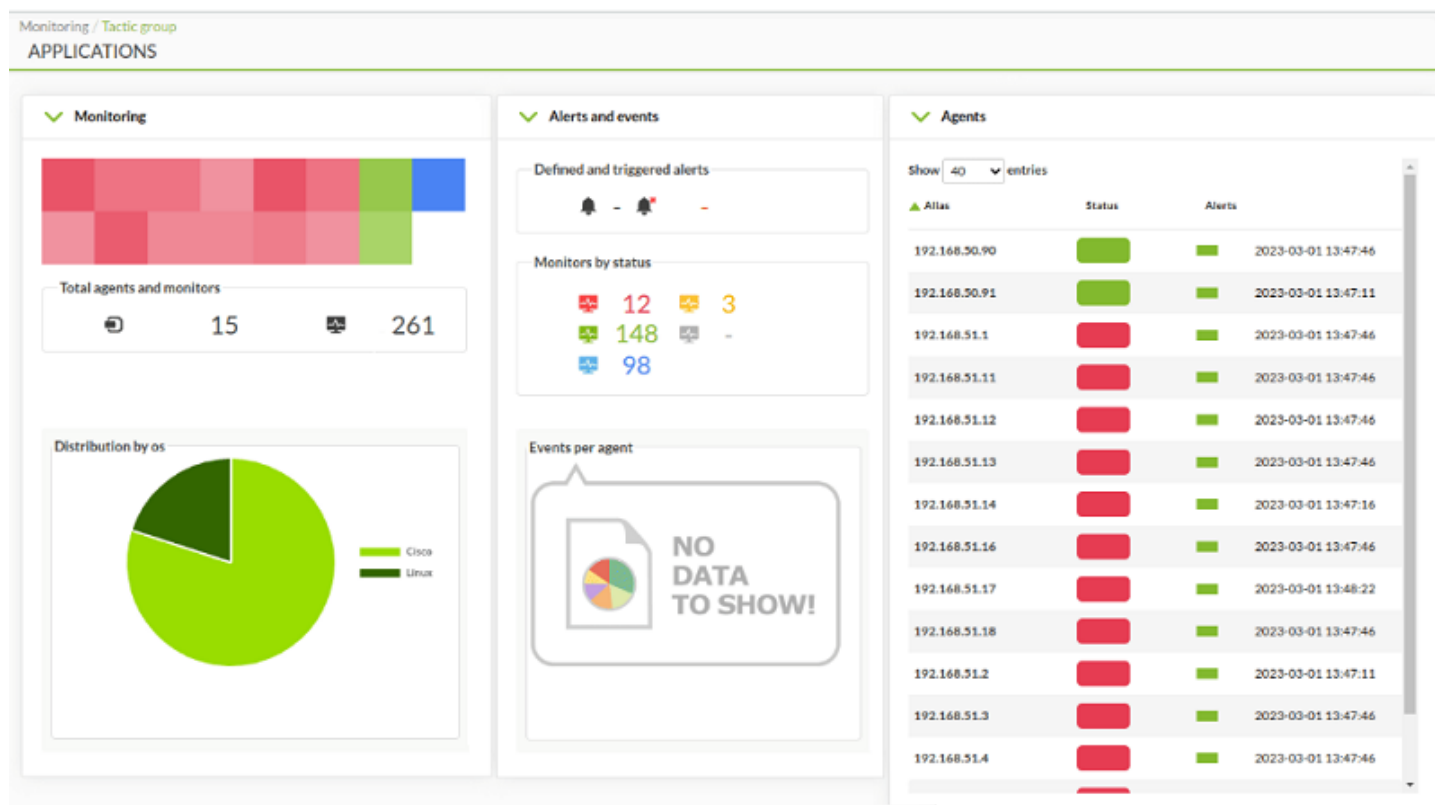 Monitoring / Tactic group
APPLICATIONS
Monitoring
Total agents and monitors
15 261
Distribution by os
Cisco
Linux
Alerts and events
Defined and triggered alerts
- -
Monitors by status
12 3
148 -
98
Events per agent
NO
DATA
TO SHOW!
Agents
Show 40 entries
Alias Status Alerts
192.168.50.90 2023-03-01 13:47:46
192.168.50.91 2023-03-01 13:47:11
192.168.51.1 2023-03-01 13:47:46
192.168.51.11 2023-03-01 13:47:46
192.168.51.12 2023-03-01 13:47:46
192.168.51.13 2023-03-01 13:47:46
192.168.51.14 2023-03-01 13:47:16
192.168.51.16 2023-03-01 13:47:46
192.168.51.17 2023-03-01 13:48:22
192.168.51.18 2023-03-01 13:47:46
192.168.51.2 2023-03-01 13:47:11
192.168.51.3 2023-03-01 13:47:46
192.168.51.4 2023-03-01 13:47:46